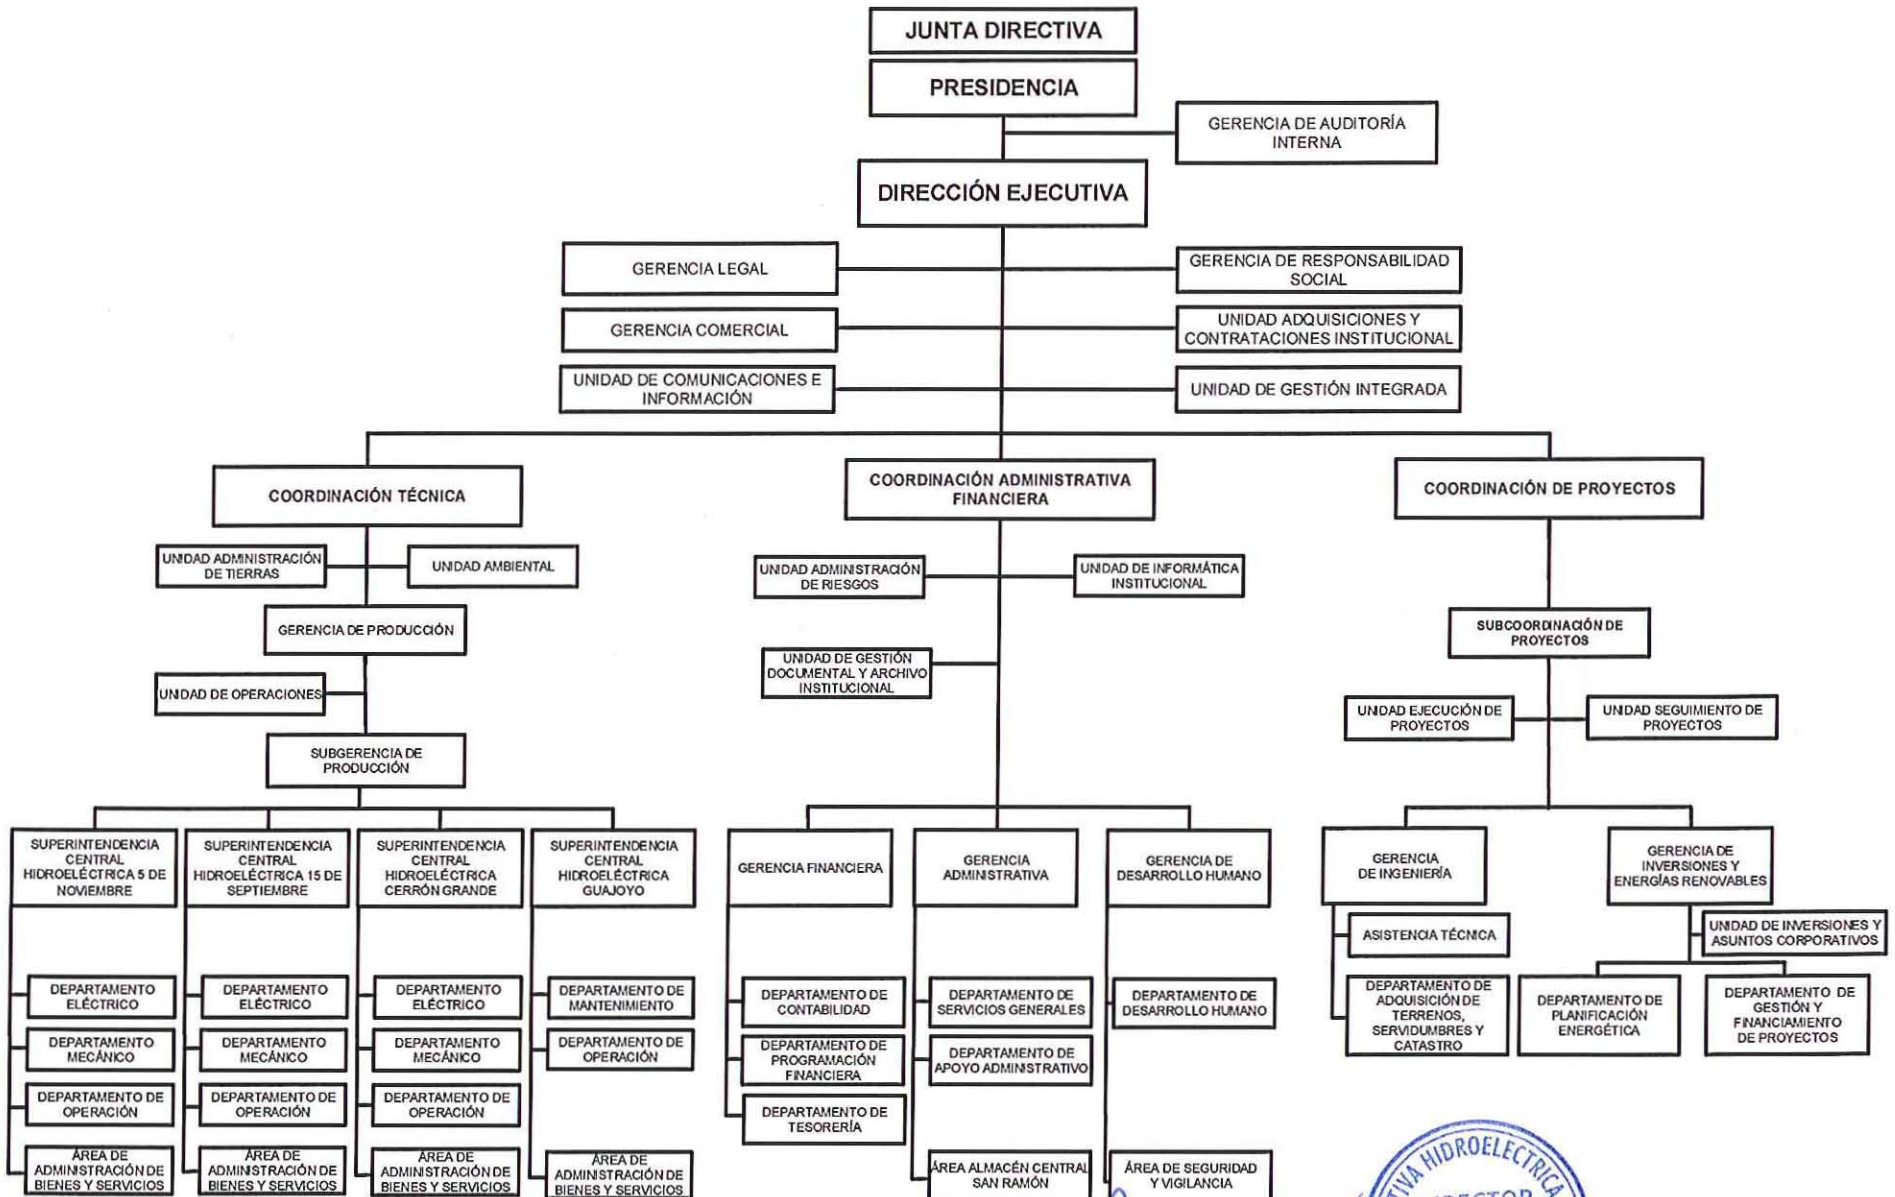 JUNTA DIRECTIVA
PRESIDENCIA
GERENCIA DE AUDITORÍA
INTERNA
DIRECCIÓN EJECUTIVA
GERENCIA LEGAL
GERENCIA DE RESPONSABILIDAD
SOCIAL
GERENCIA COMERCIAL
UNIDAD ADQUISICIONES Y
CONTRATACIONES INSTITUCIONAL
UNIDAD DE COMUNICACIONES E
INFORMACIÓN
UNIDAD DE GESTIÓN INTEGRADA
COORDINACIÓN TÉCNICA
UNIDAD ADMINISTRACIÓN
DE TIERRAS
UNIDAD AMBIENTAL
GERENCIA DE PRODUCCIÓN
UNIDAD DE OPERACIONES
SUBGERENCIA DE
PRODUCCIÓN
SUPERINTENDENCIA
CENTRAL
HIDROELÉCTRICA 5 DE
NOVIEMBRE
DEPARTAMENTO
ELÉCTRICO
DEPARTAMENTO
MECÁNICO
DEPARTAMENTO DE
OPERACIÓN
ÁREA DE
ADMINISTRACIÓN DE
BIENES Y SERVICIOS
SUPERINTENDENCIA
CENTRAL
HIDROELÉCTRICA 15 DE
SEPTIEMBRE
DEPARTAMENTO
ELÉCTRICO
DEPARTAMENTO
MECÁNICO
DEPARTAMENTO DE
OPERACIÓN
ÁREA DE
ADMINISTRACIÓN DE
BIENES Y SERVICIOS
SUPERINTENDENCIA
CENTRAL
HIDROELÉCTRICA
CERRÓN GRANDE
DEPARTAMENTO
ELÉCTRICO
DEPARTAMENTO
MECÁNICO
DEPARTAMENTO DE
OPERACIÓN
ÁREA DE
ADMINISTRACIÓN DE
BIENES Y SERVICIOS
SUPERINTENDENCIA
CENTRAL
HIDROELÉCTRICA
GUAJOYO
DEPARTAMENTO DE
MANTENIMIENTO
DEPARTAMENTO DE
OPERACIÓN
ÁREA DE
ADMINISTRACIÓN DE
BIENES Y SERVICIOS
COORDINACIÓN ADMINISTRATIVA
FINANCIERA
UNIDAD ADMINISTRACIÓN
DE RIESGOS
UNIDAD DE INFORMÁTICA
INSTITUCIONAL
UNIDAD DE GESTIÓN
DOCUMENTAL Y ARCHIVO
INSTITUCIONAL
GERENCIA FINANCIERA
DEPARTAMENTO DE
CONTABILIDAD
DEPARTAMENTO DE
PROGRAMACIÓN
FINANCIERA
DEPARTAMENTO DE
TESORERÍA
GERENCIA
ADMINISTRATIVA
DEPARTAMENTO DE
SERVICIOS GENERALES
DEPARTAMENTO DE
APOYO ADMINISTRATIVO
ÁREA ALMACÉN CENTRAL
SAN RAMÓN
GERENCIA DE
DESARROLLO HUMANO
DEPARTAMENTO DE
DESARROLLO HUMANO
ÁREA DE SEGURIDAD
Y VIGILANCIA
COORDINACIÓN DE PROYECTOS
SUBCOORDINACIÓN DE
PROYECTOS
UNIDAD EJECUCIÓN DE
PROYECTOS
UNIDAD SEGUIMIENTO DE
PROYECTOS
GERENCIA
DE INGENIERÍA
ASISTENCIA TÉCNICA
DEPARTAMENTO DE
ADQUISICIÓN DE
TERRENOS,
SERVIDUMBRES Y
CATASTRO
GERENCIA DE
INVERSIONES Y
ENERGÍAS RENOVABLES
UNIDAD DE INVERSIONES Y
ASUNTOS CORPORATIVOS
DEPARTAMENTO DE
PLANIFICACIÓN
ENERGÉTICA
DEPARTAMENTO DE
GESTIÓN Y
FINANCIAMIENTO
DE PROYECTOS
HIDROELECTRICA